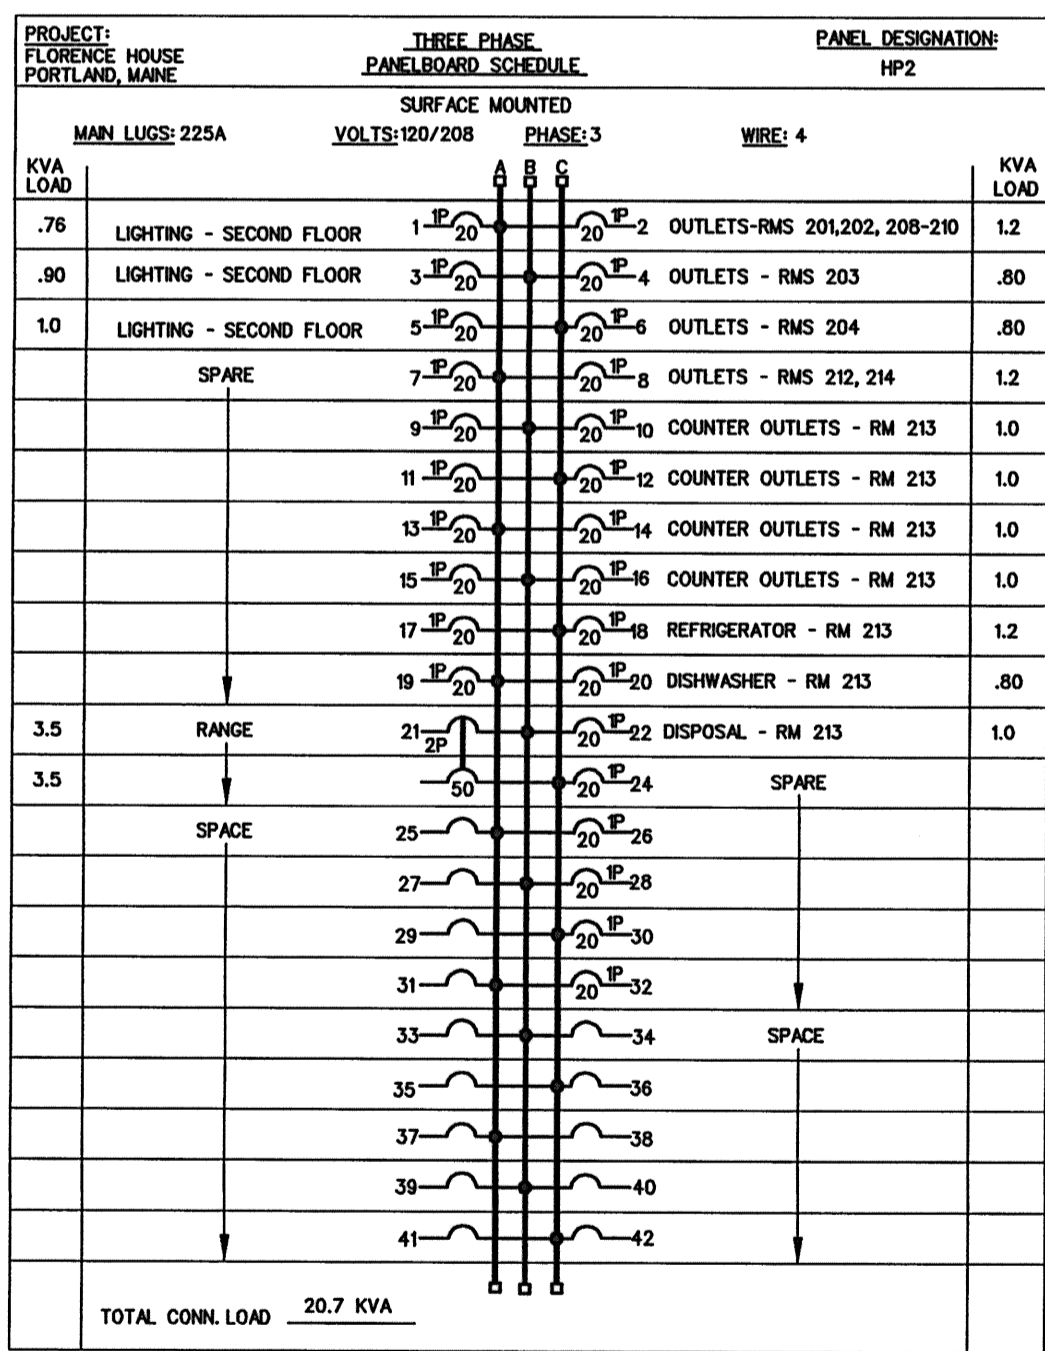 PROJECT:
FLORENCE HOUSE
PORTLAND, MAINE
THREE PHASE
PANELBOARD SCHEDULE
PANEL DESIGNATION:
HP2
SURFACE MOUNTED
MAIN LUGS: 225A VOLTS: 120/208 PHASE: 3 WIRE: 4
KVA LOAD A B C KVA LOAD
.76 LIGHTING - SECOND FLOOR 1 1P 20 20 1P 2 OUTLETS-RMS 201,202, 208-210 1.2
.90 LIGHTING - SECOND FLOOR 3 1P 20 20 1P 4 OUTLETS - RMS 203 .80
1.0 LIGHTING - SECOND FLOOR 5 1P 20 20 1P 6 OUTLETS - RMS 204 .80
SPARE 7 1P 20 20 1P 8 OUTLETS - RMS 212, 214 1.2
9 1P 20 20 1P 10 COUNTER OUTLETS - RM 213 1.0
11 1P 20 20 1P 12 COUNTER OUTLETS - RM 213 1.0
13 1P 20 20 1P 14 COUNTER OUTLETS - RM 213 1.0
15 1P 20 20 1P 16 COUNTER OUTLETS - RM 213 1.0
17 1P 20 20 1P 18 REFRIGERATOR - RM 213 1.2
19 1P 20 20 1P 20 DISHWASHER - RM 213 .80
3.5 RANGE 21 2P 20 1P 22 DISPOSAL - RM 213 1.0
3.5 50 20 1P 24 SPARE
SPACE 25 20 1P 26
27 20 1P 28
29 20 1P 30
31 20 1P 32
33 34 SPACE
35 36
37 38
39 40
41 42
TOTAL CONN. LOAD 20.7 KVA